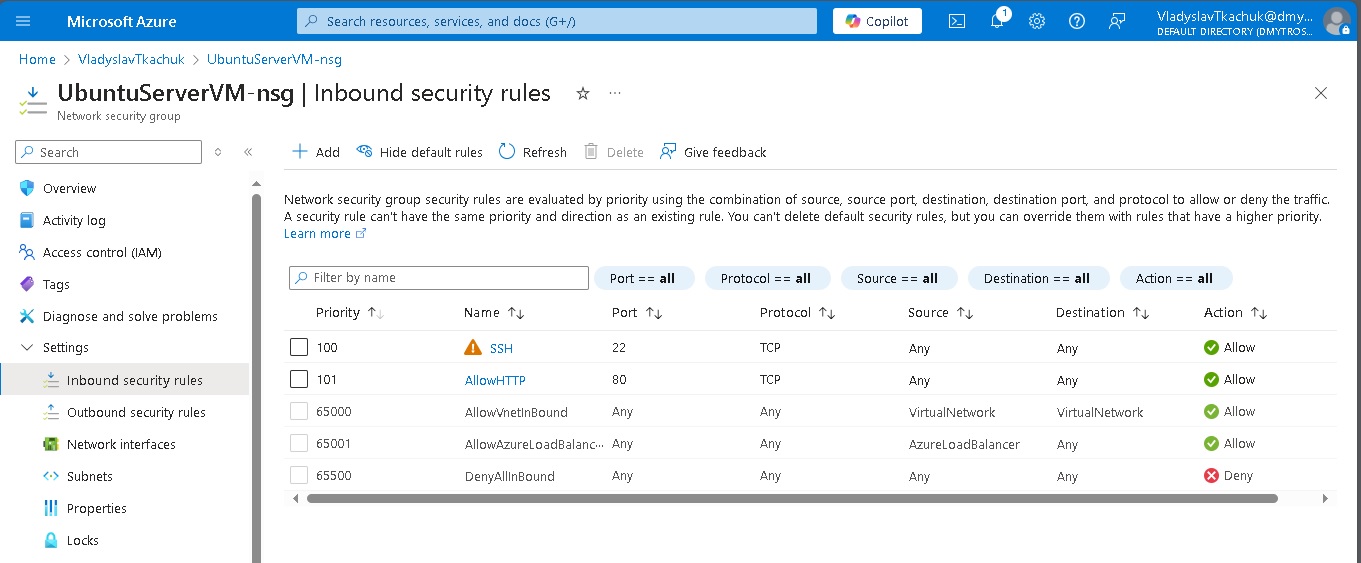 Microsoft Azure
Search resources, services, and docs (G+/)
Copilot
1
VladyslavTkachuk@dmy...
DEFAULT DIRECTORY (DMYTROS...
Home > VladyslavTkachuk > UbuntuServerVM-nsg
UbuntuServerVM-nsg | Inbound security rules
Network security group
Search
Add Hide default rules Refresh Delete Give feedback
Overview
Activity log
Access control (IAM)
Tags
Diagnose and solve problems
Settings
Inbound security rules
Outbound security rules
Network interfaces
Subnets
Properties
Locks
Network security group security rules are evaluated by priority using the combination of source, source port, destination, destination port, and protocol to allow or deny the traffic.
A security rule can't have the same priority and direction as an existing rule. You can't delete default security rules, but you can override them with rules that have a higher priority.
Learn more
Filter by name Port == all Protocol == all Source == all Destination == all Action == all
Priority Name Port Protocol Source Destination Action
100 SSH 22 TCP Any Any Allow
101 AllowHTTP 80 TCP Any Any Allow
65000 AllowVnetInBound Any Any VirtualNetwork VirtualNetwork Allow
65001 AllowAzureLoadBalanc... Any Any AzureLoadBalancer Any Allow
65500 DenyAllInBound Any Any Any Any Deny